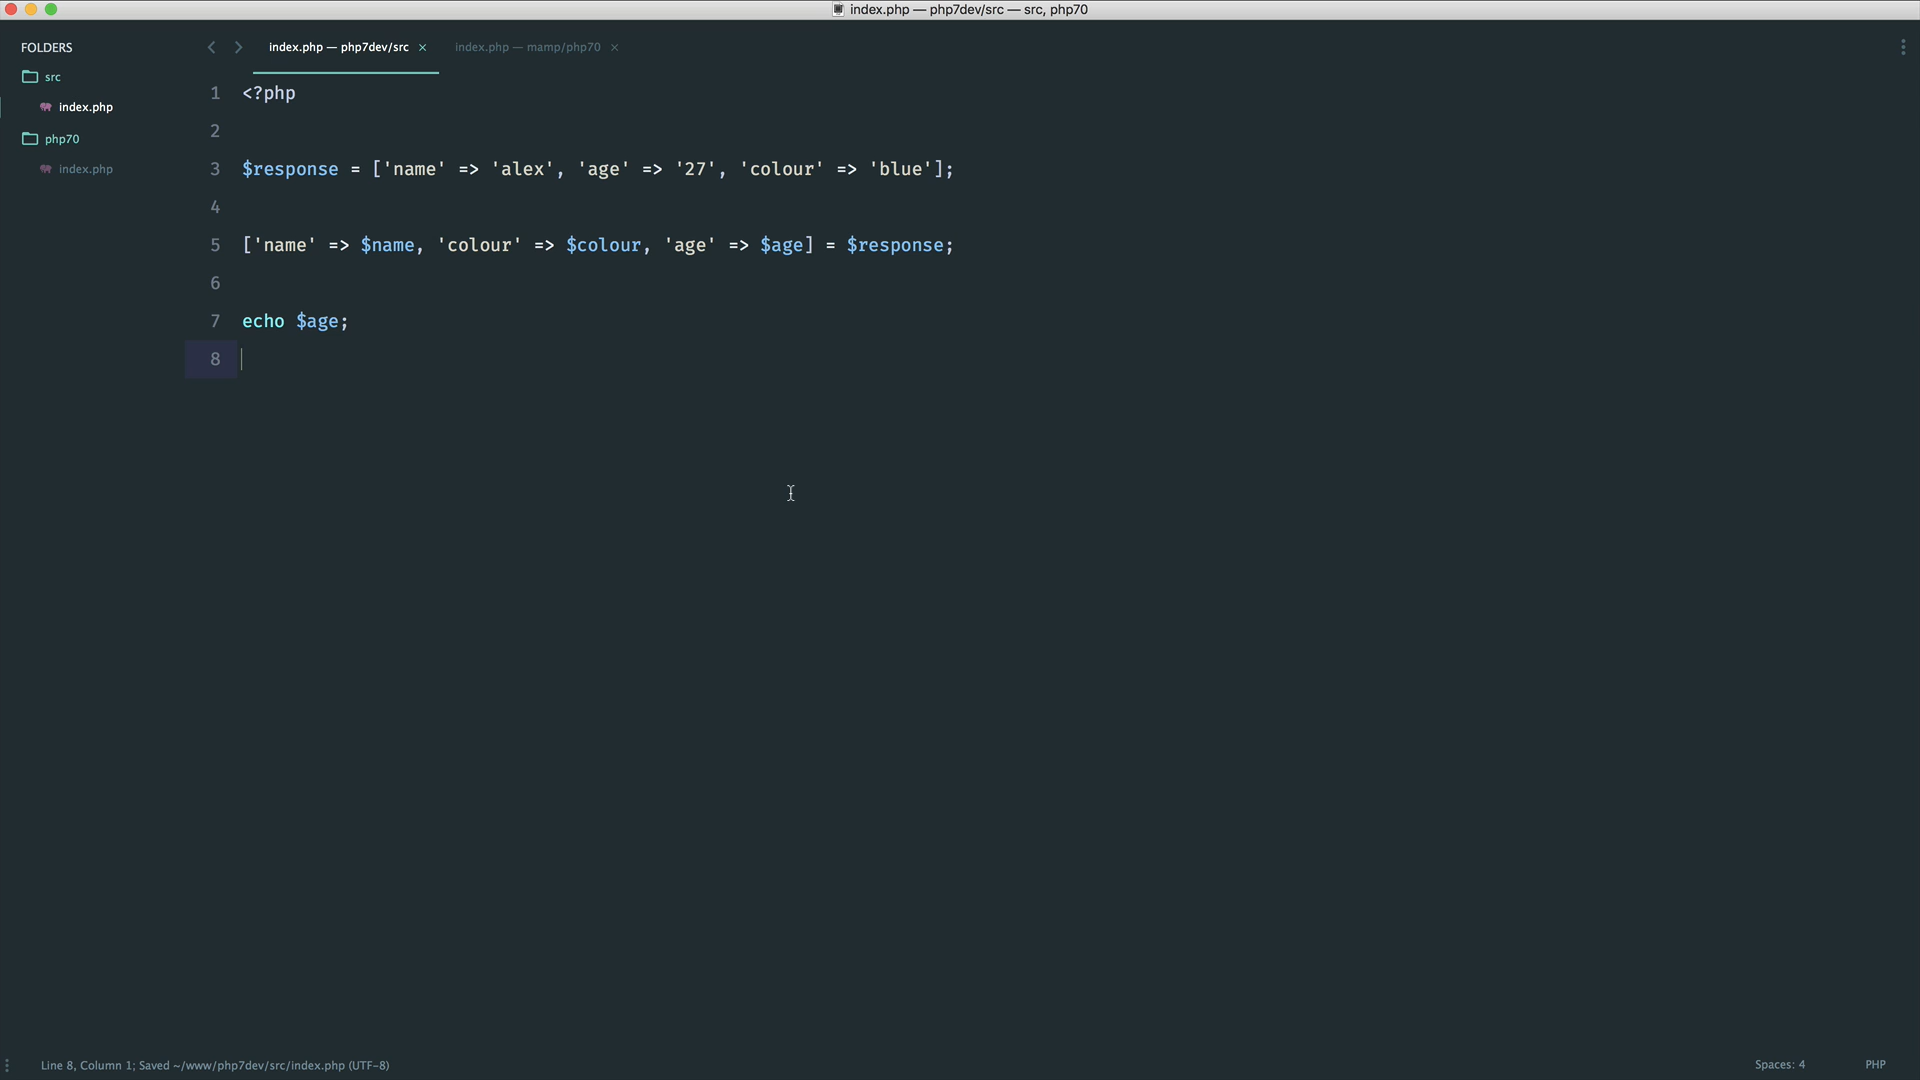 index.php — php7dev/src — src, php70
FOLDERS
src
index.php
php70
index.php
index.php — php7dev/src × index.php — mamp/php70 ×
1 <?php
2
3 $response = ['name' => 'alex', 'age' => '27', 'colour' => 'blue'];
4
5 ['name' => $name, 'colour' => $colour, 'age' => $age] = $response;
6
7 echo $age;
8
Line 8, Column 1; Saved ~/www/php7dev/src/index.php (UTF-8)
Spaces: 4 PHP